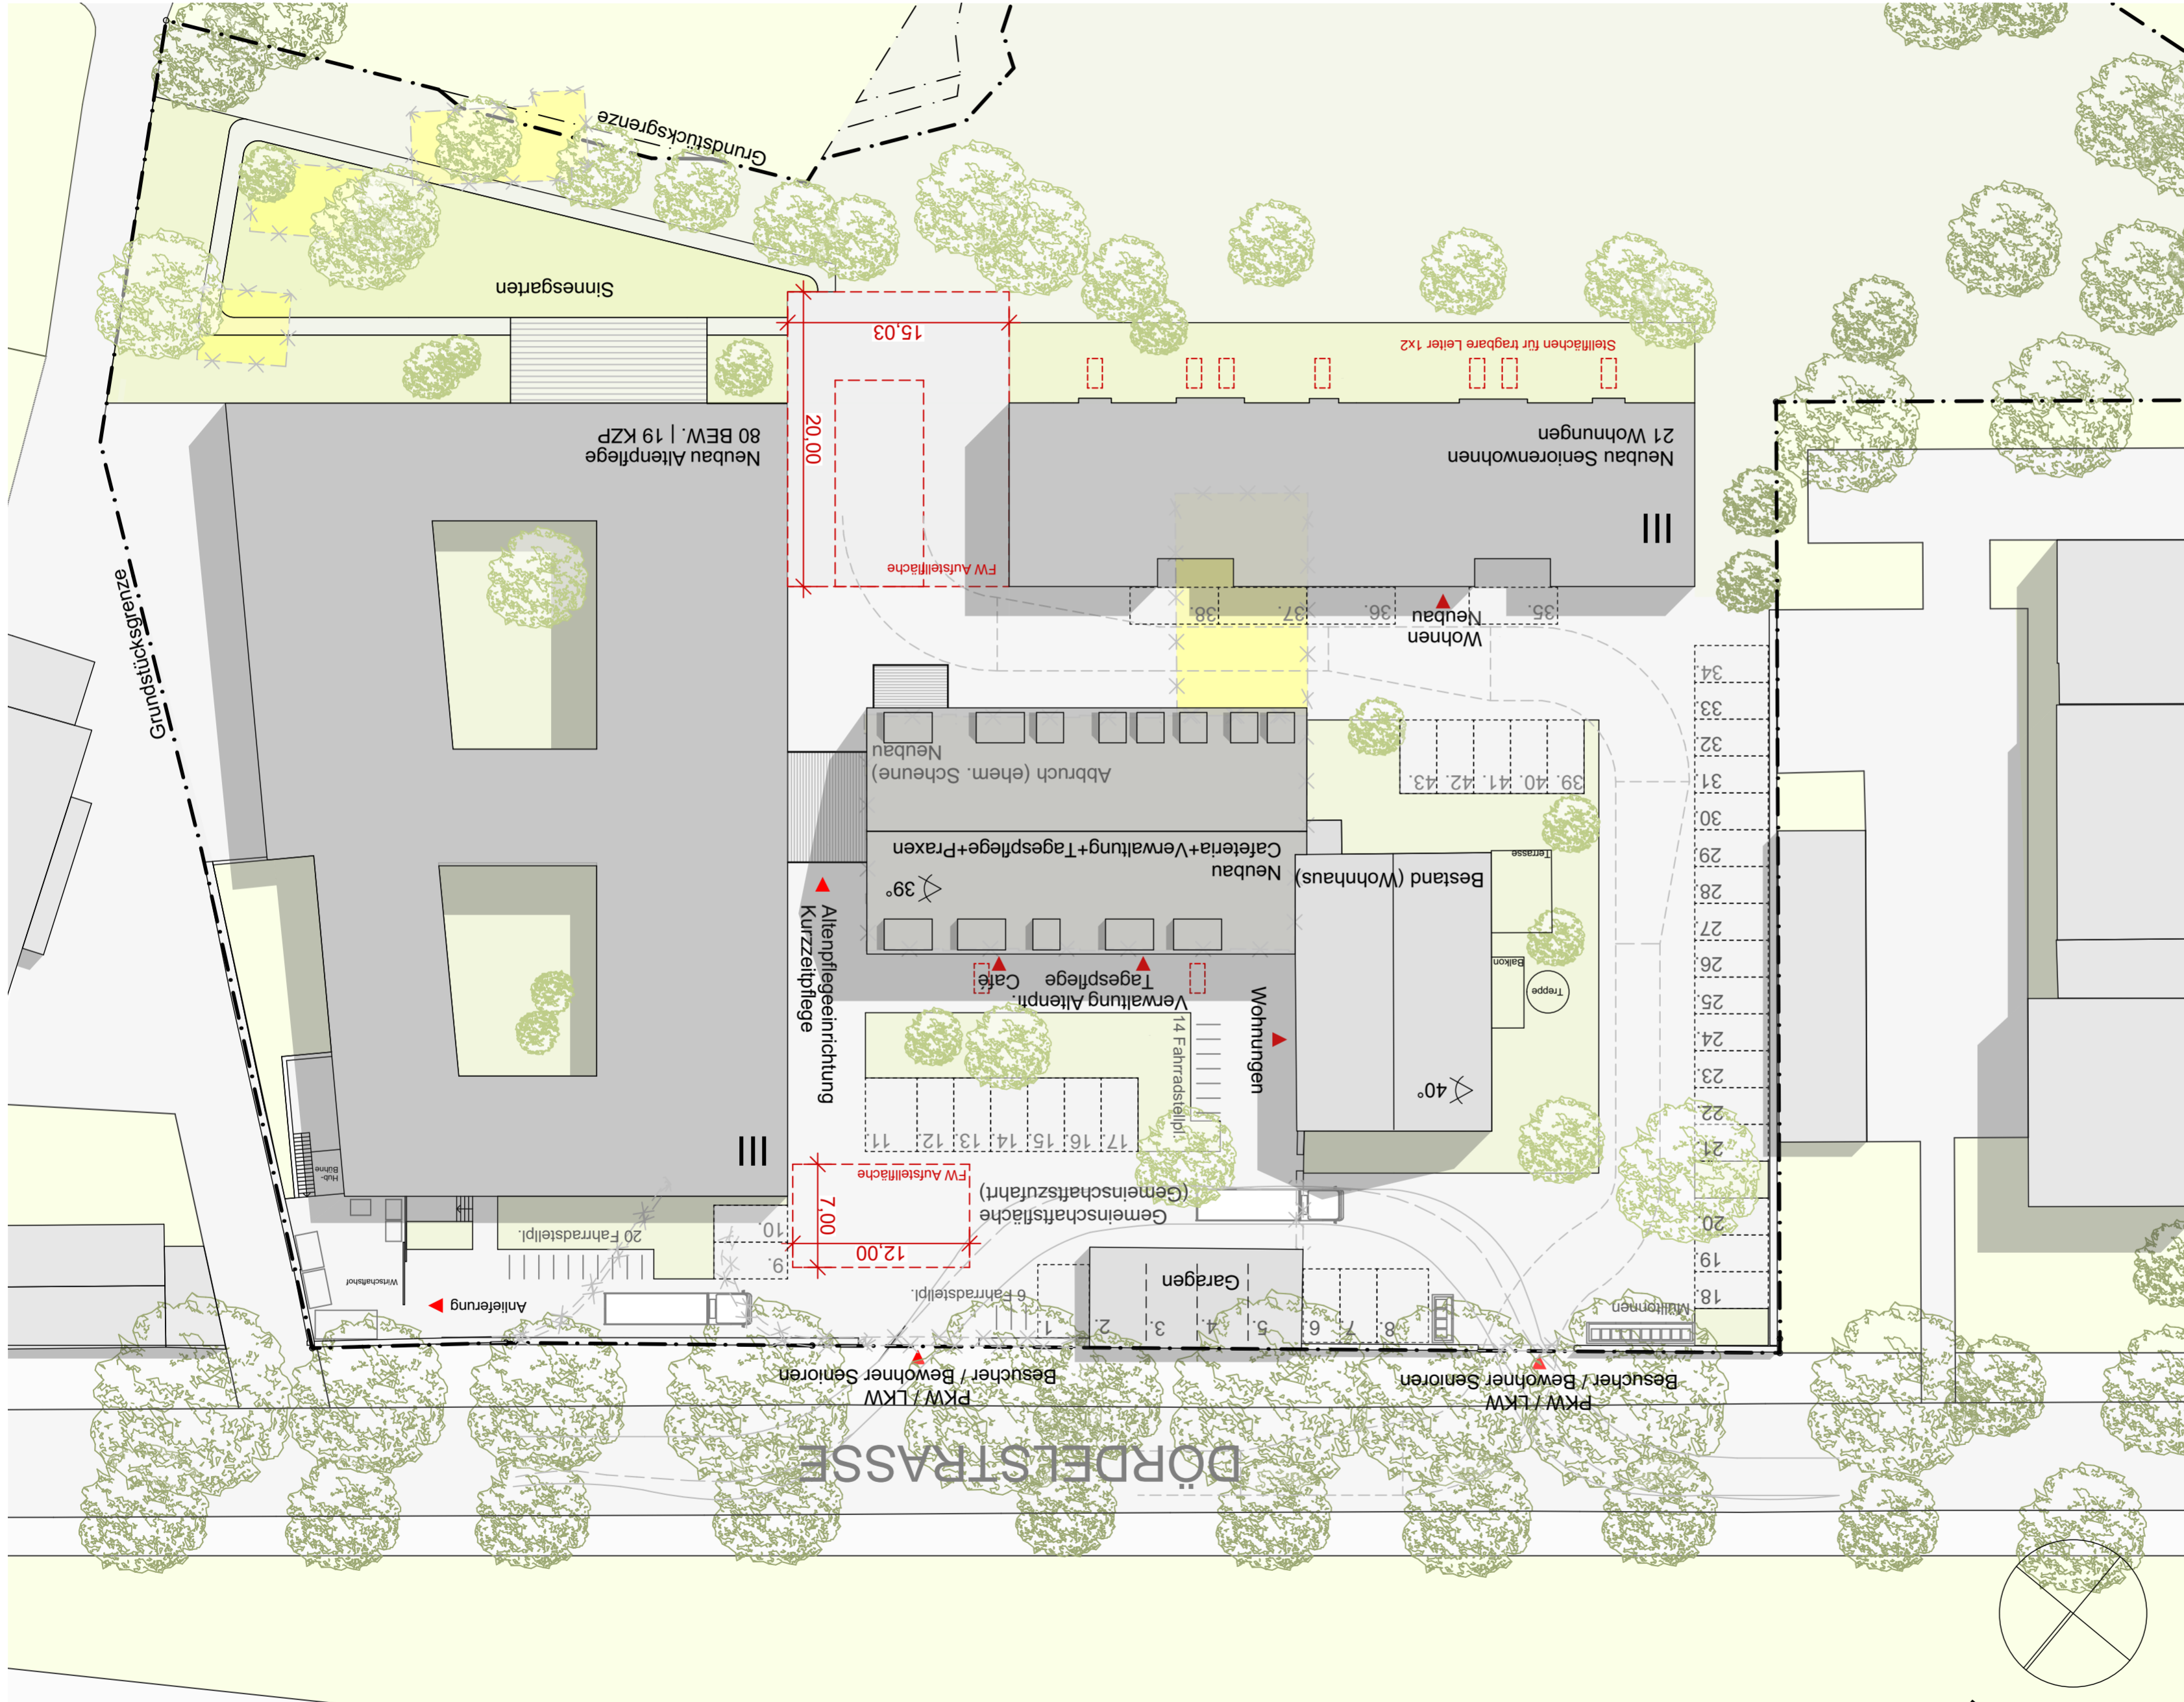 DÖRDELSTRASSE
PKW / LKW
Besucher / Bewohner Senioren
PKW / LKW
Besucher / Bewohner Senioren
Mülltonnen
8.
7.
6.
5.
4.
3.
2.
1.
Garagen
6 Fahrradstellpl.
Anlieferung
Wirtschaftshof
18.
19.
20.
21.
22.
23.
24.
25.
26.
27.
28.
29.
30.
31.
32.
33.
34.
9.
10.
12,00
7,00
FW Aufstellfläche
20 Fahrradstellpl.
Gemeinschaftsfläche
(Gemeinschaftszufahrt)
Hub-
Bühne
III
17.
16.
15.
14.
13.
12.
11.
14 Fahrradstellpl.
40°
Wohnungen
Treppe
Balkon
Terrasse
Bestand (Wohnhaus)
Verwaltung Altenpfl.
Tagespflege
Café
Altenpflegeeinrichtung
Kurzzeitpflege
39°
Neubau
Cafeteria+Verwaltung+Tagespflege+Praxen
Abbruch (ehem. Scheune)
Neubau
39.
40.
41.
42.
43.
Wohnen
Neubau
35.
36.
37.
38.
Grundstücksgrenze
FW Aufstellfläche
20,00
15,03
III
Neubau Seniorenwohnen
21 Wohnungen
Neubau Altenpflege
80 BEW. | 19 KZP
Stellflächen für tragbare Leiter 1x2
Sinnesgarten
Grundstücksgrenze